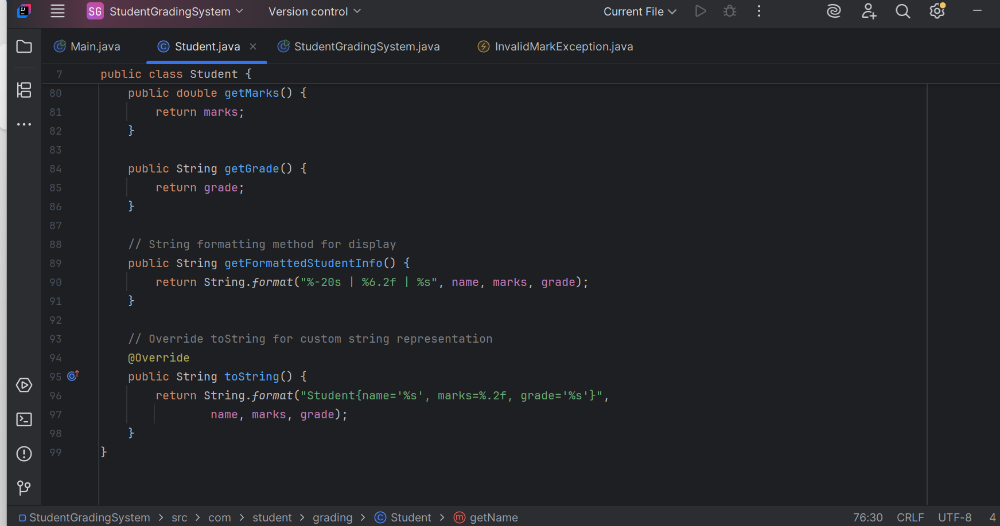 SG StudentGradingSystem Version control Current File
Main.java Student.java StudentGradingSystem.java InvalidMarkException.java
7 public class Student {
80 public double getMarks() {
81 return marks;
82 }
83
84 public String getGrade() {
85 return grade;
86 }
87
88 // String formatting method for display
89 public String getFormattedStudentInfo() {
90 return String.format("%-20s | %6.2f | %s", name, marks, grade);
91 }
92
93 // Override toString for custom string representation
94 @Override
95 public String toString() {
96 return String.format("Student{name='%s', marks=%.2f, grade='%s'}",
97 name, marks, grade);
98 }
99 }
StudentGradingSystem > src > com > student > grading > Student > getName 76:30 CRLF UTF-8 4